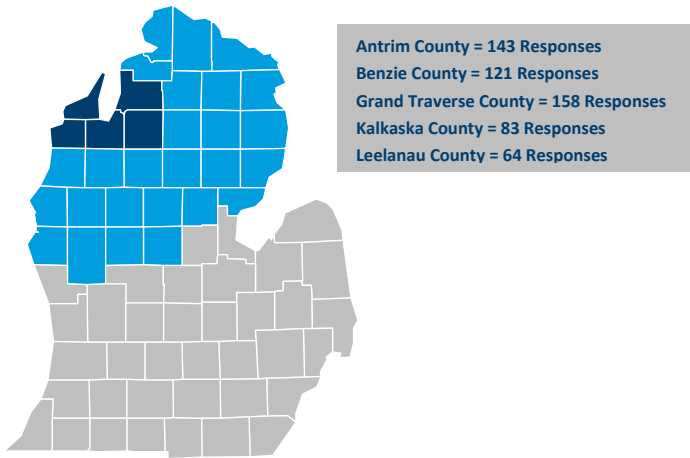 Antrim County = 143 Responses
Benzie County = 121 Responses
Grand Traverse County = 158 Responses
Kalkaska County = 83 Responses
Leelanau County = 64 Responses